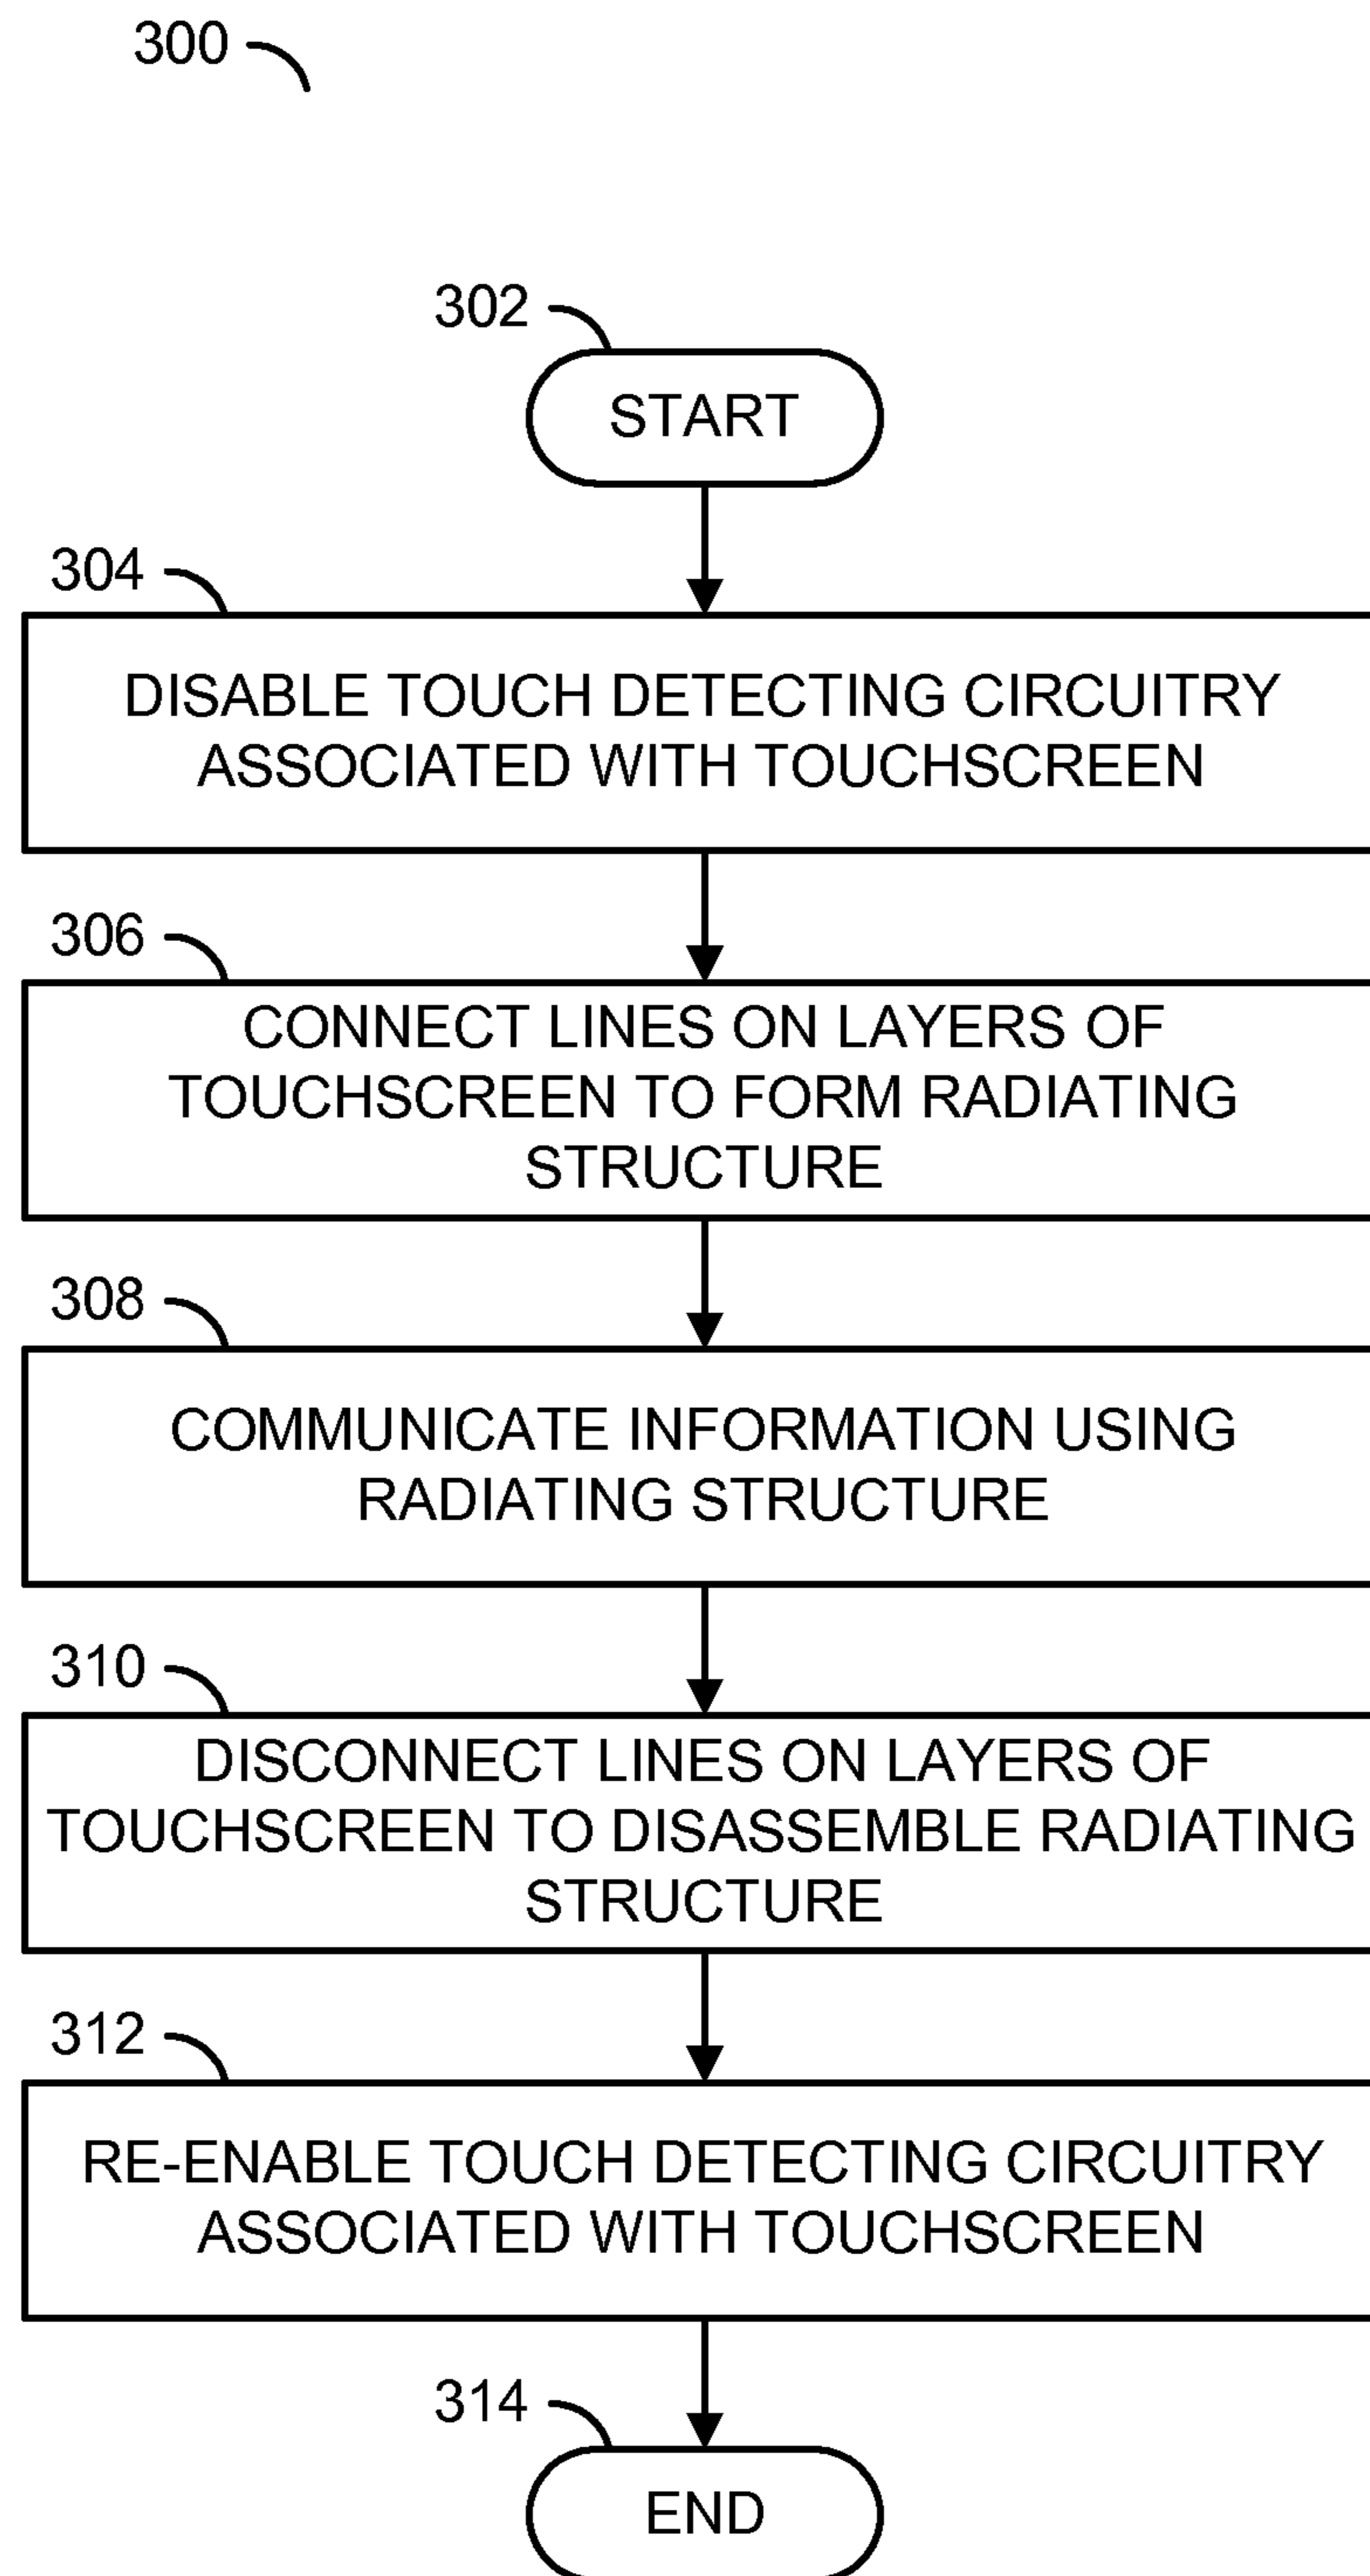 300
302
START
304
DISABLE TOUCH DETECTING CIRCUITRY
ASSOCIATED WITH TOUCHSCREEN
306
CONNECT LINES ON LAYERS OF
TOUCHSCREEN TO FORM RADIATING
STRUCTURE
308
COMMUNICATE INFORMATION USING
RADIATING STRUCTURE
310
DISCONNECT LINES ON LAYERS OF
TOUCHSCREEN TO DISASSEMBLE RADIATING
STRUCTURE
312
RE-ENABLE TOUCH DETECTING CIRCUITRY
ASSOCIATED WITH TOUCHSCREEN
314
END